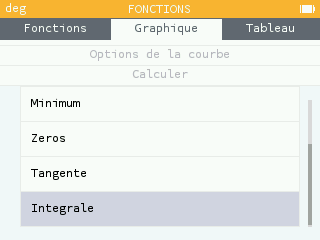 deg FONCTIONS
Fonctions Graphique Tableau
Options de la courbe
Calculer
Minimum
Zeros
Tangente
Integrale